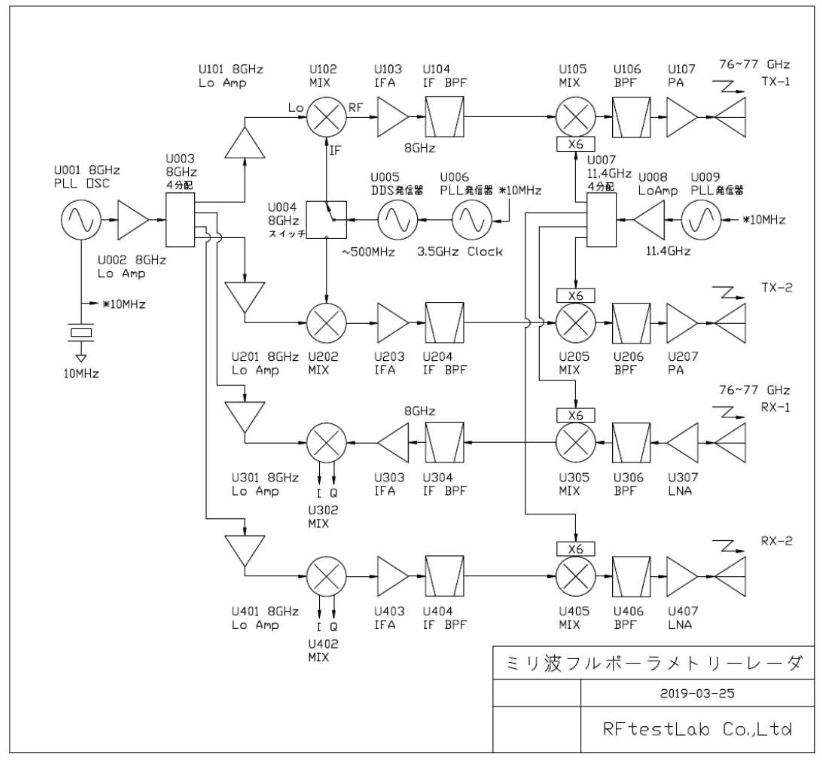 U101 8GHz
Lo Amp
U102
MIX
U103
IFA
U104
IF BPF
U105
MIX
U106
BPF
U107
PA
76~77 GHz
TX-1
Lo
RF
IF
X6
8GHz
U001 8GHz
PLL OSC
U003
8GHz
4分配
U004
8GHz
スイッチ
U005
DDS発信器
U006
PLL発信器
*10MHz
U007
11.4GHz
4分配
U008
LoAmp
U009
PLL発信器
*10MHz
U002 8GHz
Lo Amp
~500MHz
3.5GHz Clock
11.4GHz
*10MHz
10MHz
X6
TX-2
U201 8GHz
Lo Amp
U202
MIX
U203
IFA
U204
IF BPF
U205
MIX
U206
BPF
U207
PA
76~77 GHz
RX-1
8GHz
X6
U301 8GHz
Lo Amp
I Q
U302
MIX
U303
IFA
U304
IF BPF
U305
MIX
U306
BPF
U307
LNA
X6
RX-2
U401 8GHz
Lo Amp
I Q
U402
MIX
U403
IFA
U404
IF BPF
U405
MIX
U406
BPF
U407
LNA
ミリ波フルポーラメトリーレーダ
2019-03-25
RFtestLab Co.,Ltd